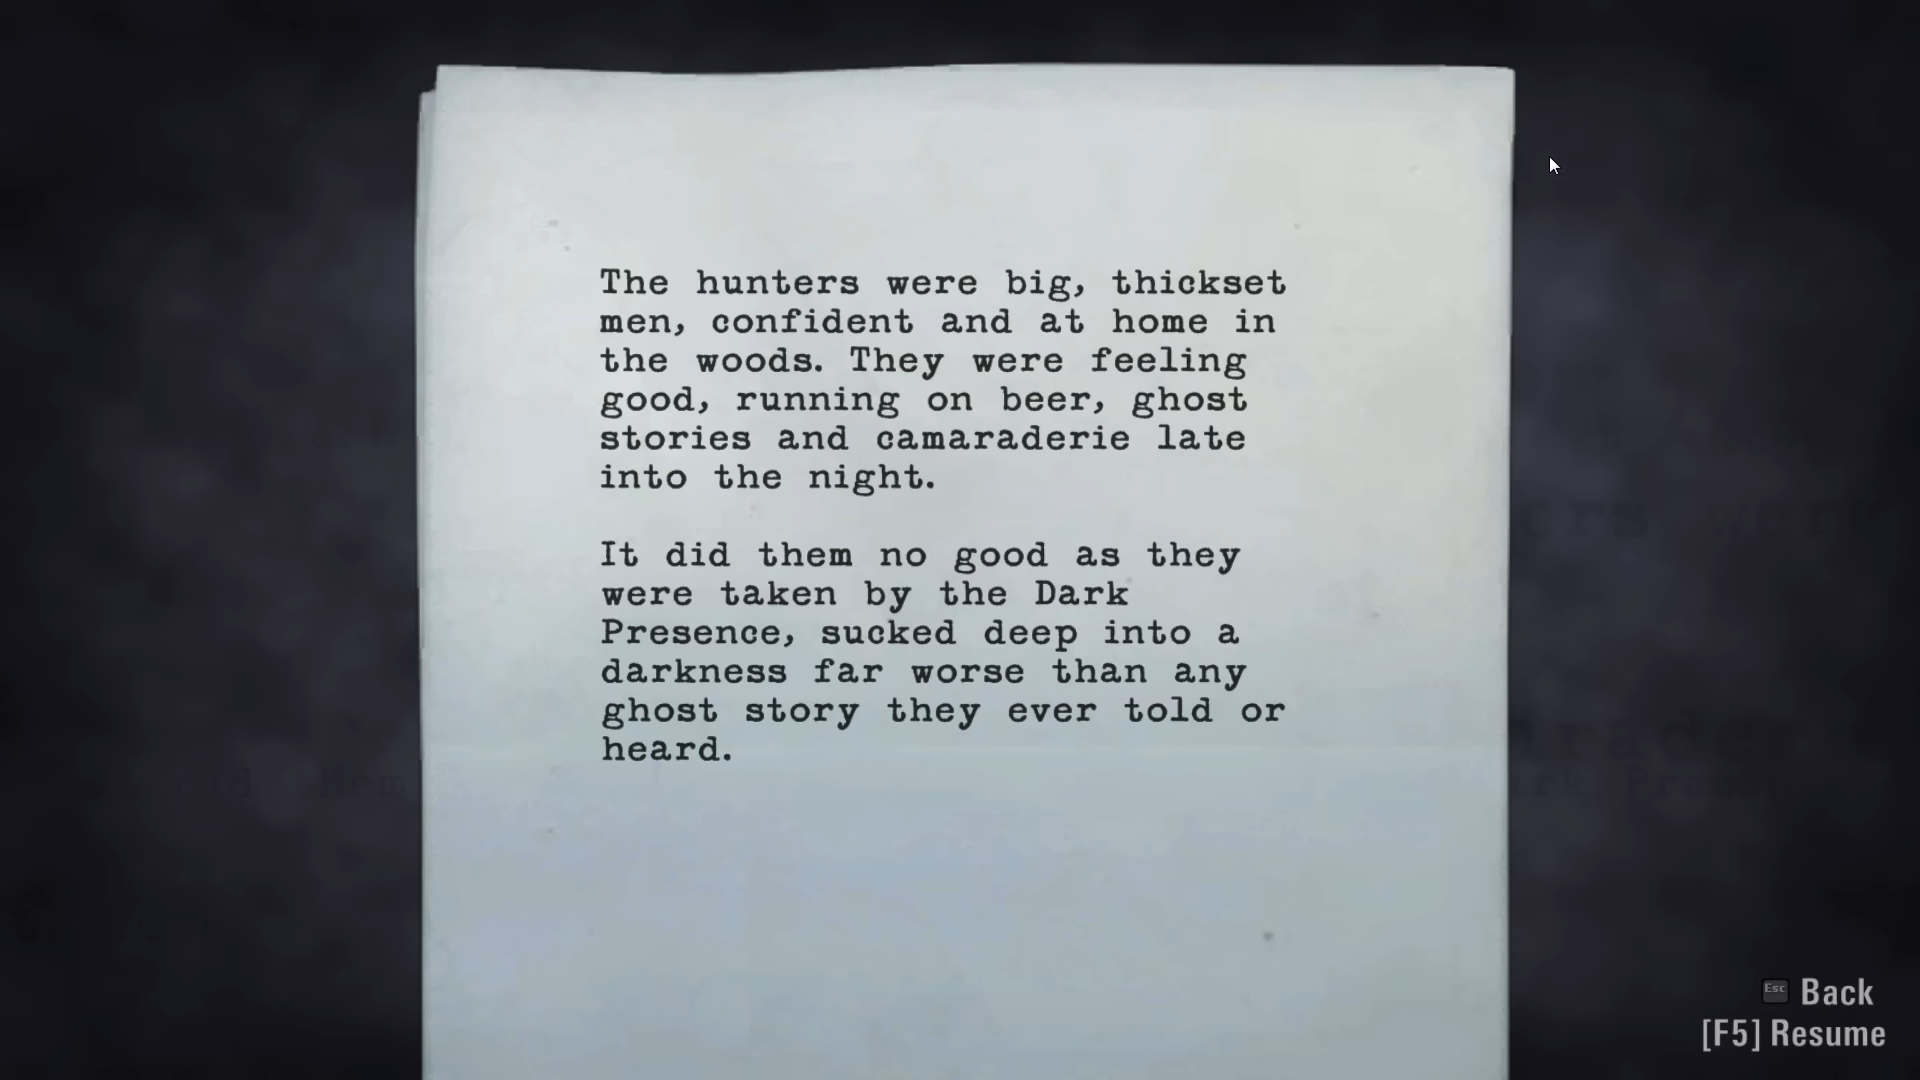 The hunters were big, thickset
men, confident and at home in
the woods. They were feeling
good, running on beer, ghost
stories and camaraderie late
into the night.
It did them no good as they
were taken by the Dark
Presence, sucked deep into a
darkness far worse than any
ghost story they ever told or
heard.
Esc Back
[F5] Resume